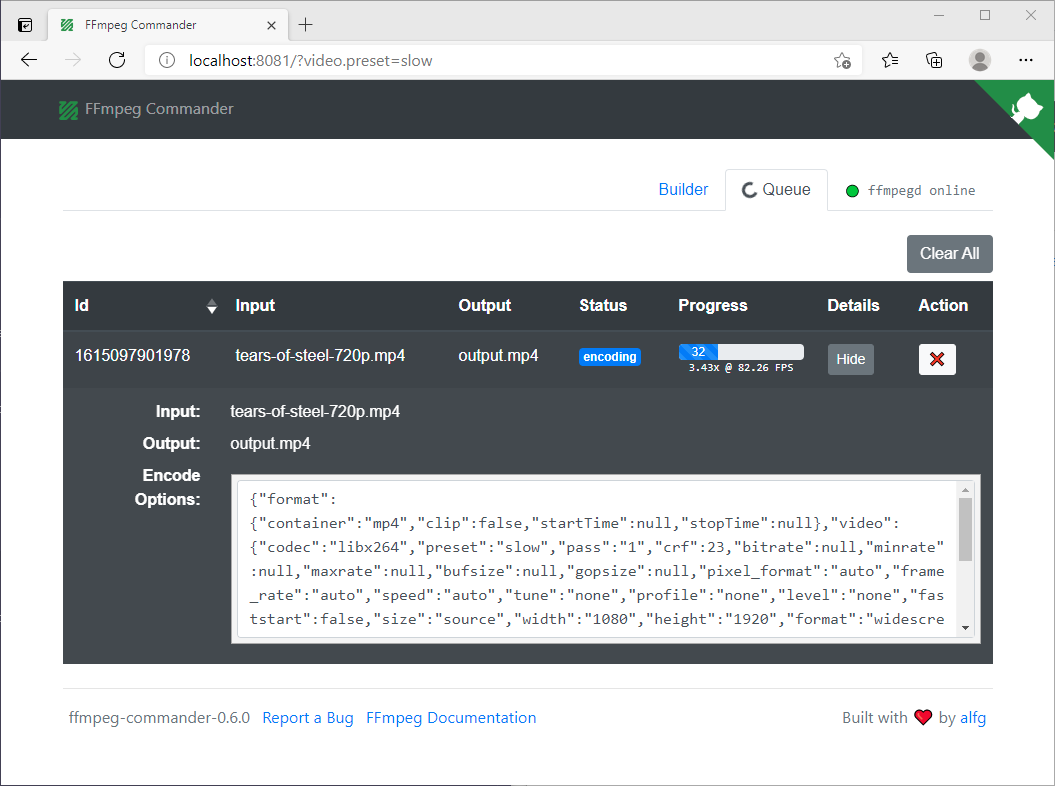 FFmpeg Commander
localhost:8081/?video.preset=slow
FFmpeg Commander
Builder Queue ffmpegd online
Clear All
Id Input Output Status Progress Details Action
1615097901978 tears-of-steel-720p.mp4 output.mp4 encoding 32 Hide
3.43x @ 82.26 FPS
Input: tears-of-steel-720p.mp4
Output: output.mp4
Encode
Options:
{"format":
{"container":"mp4","clip":false,"startTime":null,"stopTime":null},"video":
{"codec":"libx264","preset":"slow","pass":"1","crf":23,"bitrate":null,"minrate"
:null,"maxrate":null,"bufsize":null,"gopsize":null,"pixel_format":"auto","frame
_rate":"auto","speed":"auto","tune":"none","profile":"none","level":"none","fas
tstart":false,"size":"source","width":"1080","height":"1920","format":"widescre
ffmpeg-commander-0.6.0 Report a Bug FFmpeg Documentation Built with ❤ by alfg